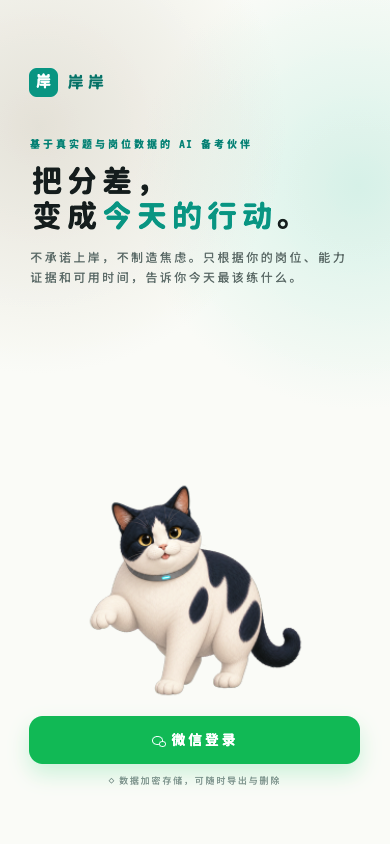 岸 岸岸
基于真实题与岗位数据的 AI 备考伙伴
把分差，
变成今天的行动。
不承诺上岸，不制造焦虑。只根据你的岗位、能力
证据和可用时间，告诉你今天最该练什么。
微信登录
数据加密存储，可随时导出与删除